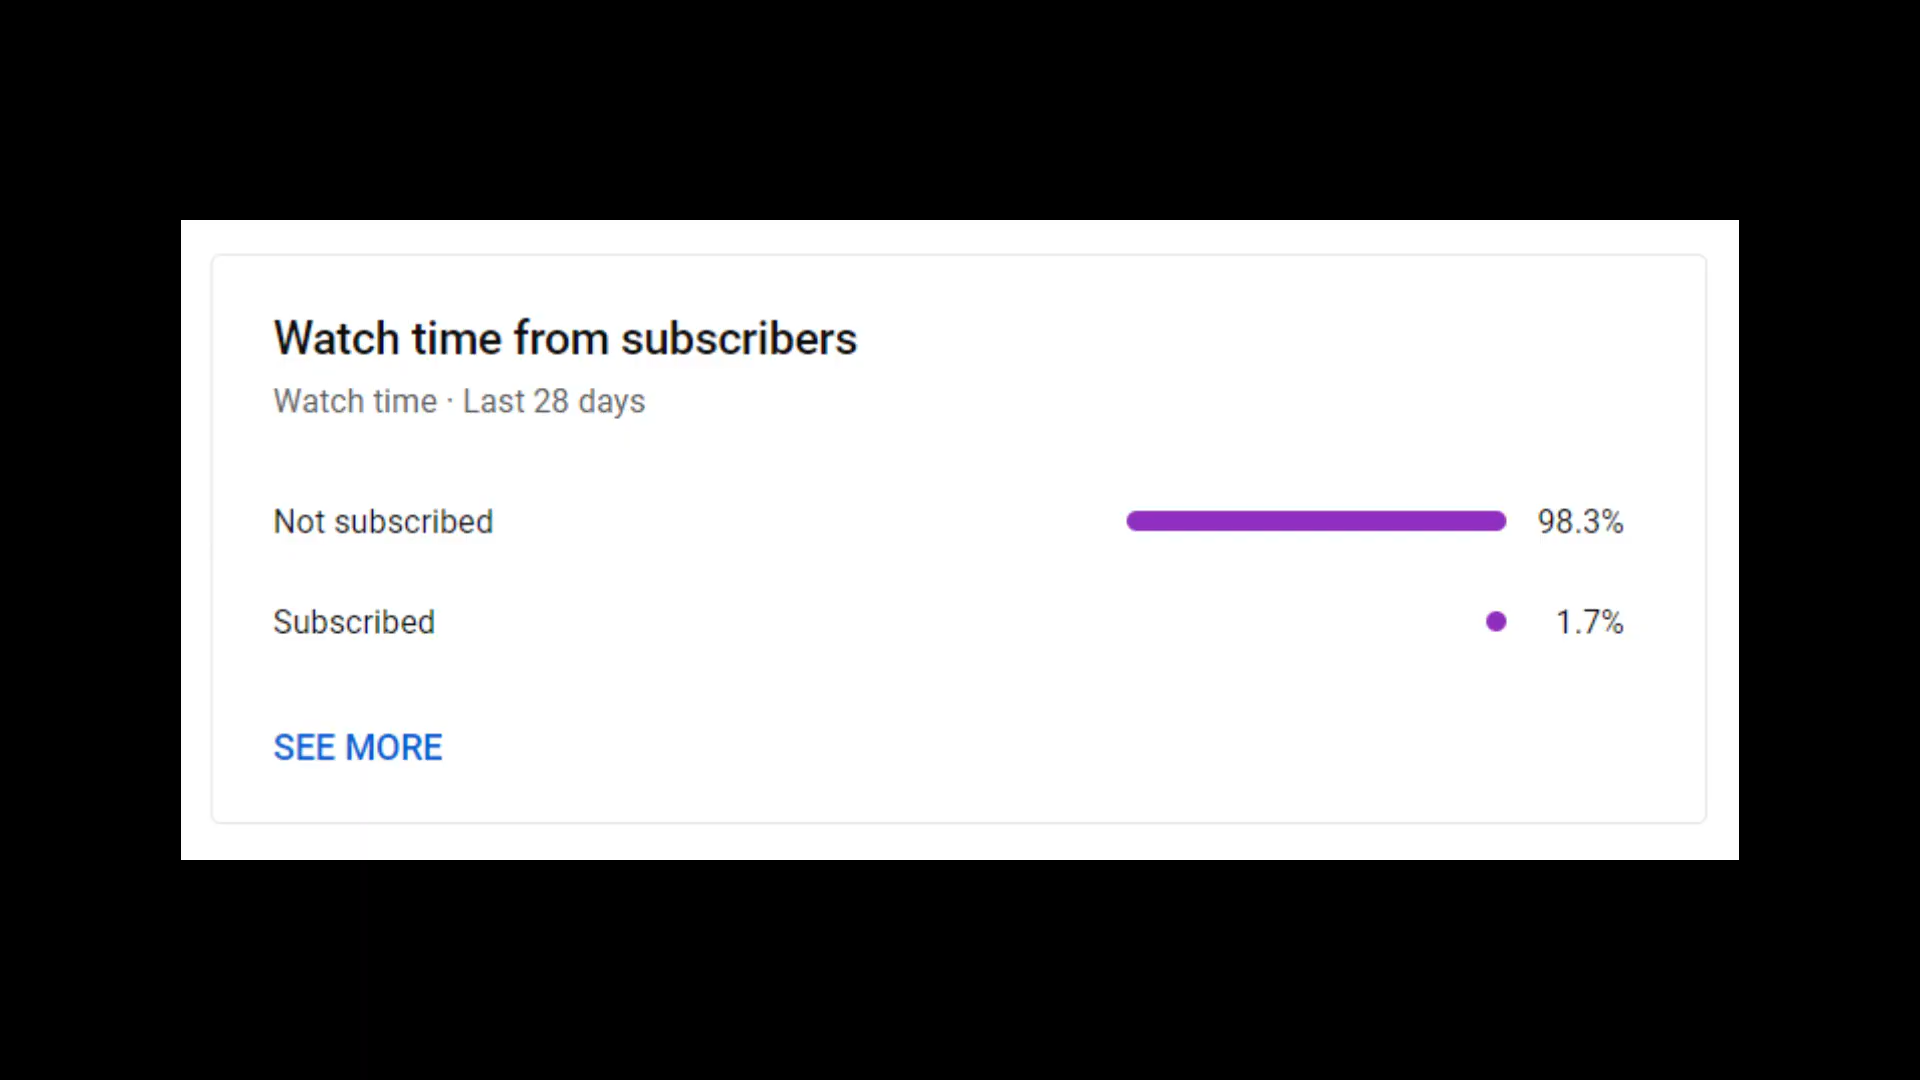 Watch time from subscribers
Watch time · Last 28 days
Not subscribed 98.3%
Subscribed 1.7%
SEE MORE